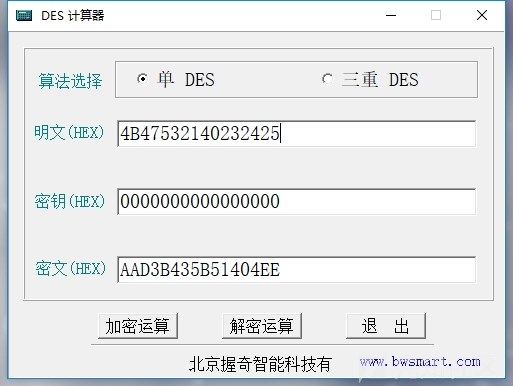 DES 计算器
算法选择 单 DES 三重 DES
明文(HEX) 4B47532140232425
密钥(HEX) 0000000000000000
密文(HEX) AAD3B435B51404EE
加密运算 解密运算 退 出
北京握奇智能科技有 www.bwsmart.com